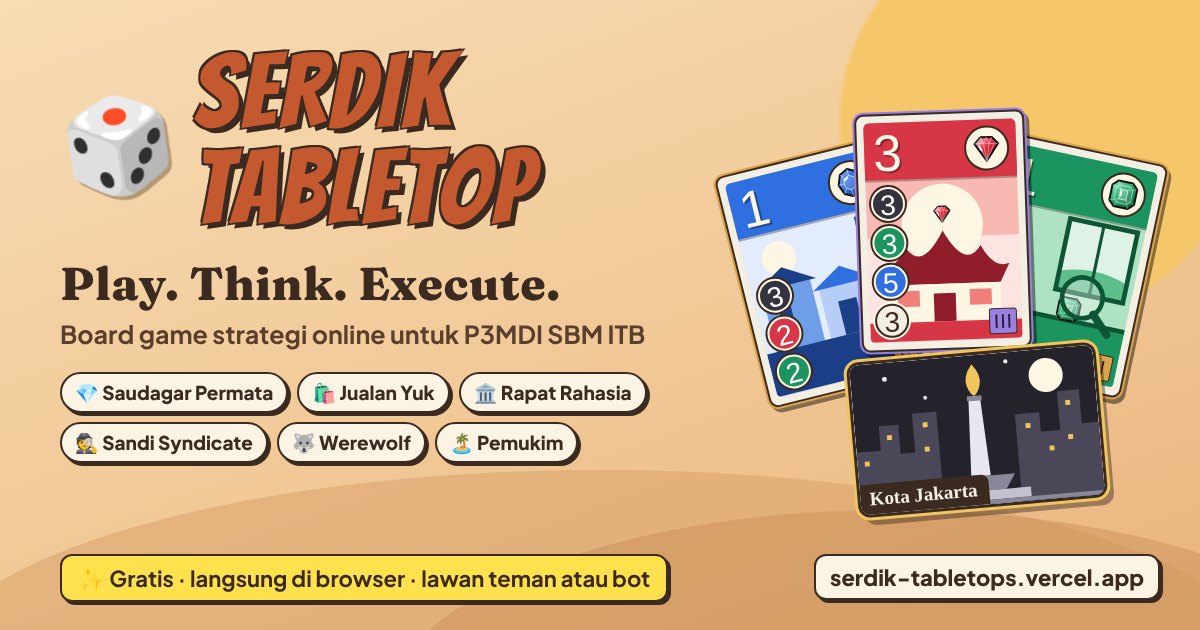 SERDIK
TABLETOP
Play. Think. Execute.
Board game strategi online untuk P3MDI SBM ITB
💎 Saudagar Permata
🛍️ Jualan Yuk
🏛️ Rapat Rahasia
🕵️ Sandi Syndicate
🐺 Werewolf
🏝️ Pemukim
✨ Gratis · langsung di browser · lawan teman atau bot
1
3
2
2
3
3
3
5
3
III
Kota Jakarta
serdik-tabletops.vercel.app